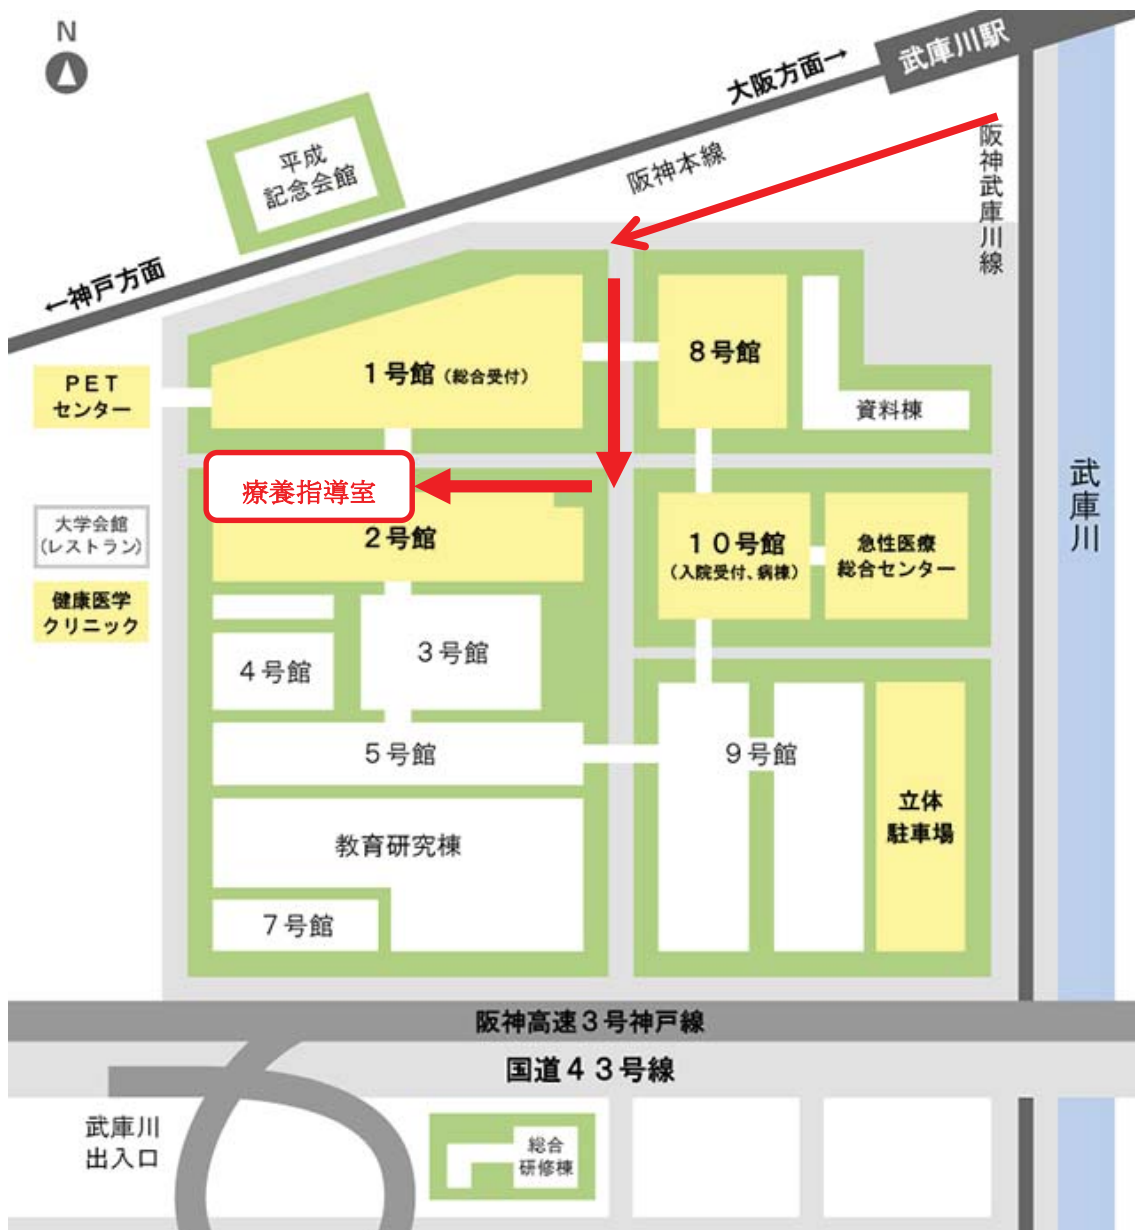 N
武庫川駅
大阪方面→
平成
記念会館
阪神本線
阪神武庫川線
←神戸方面
1号館（総合受付）
8号館
PET
センター
資料棟
療養指導室
武庫川
大学会館
(レストラン)
2号館
10号館
（入院受付、病棟）
急性医療
総合センター
健康医学
クリニック
4号館
3号館
5号館
9号館
立体
駐車場
教育研究棟
7号館
阪神高速3号神戸線
国道43号線
武庫川
出入口
総合
研修棟